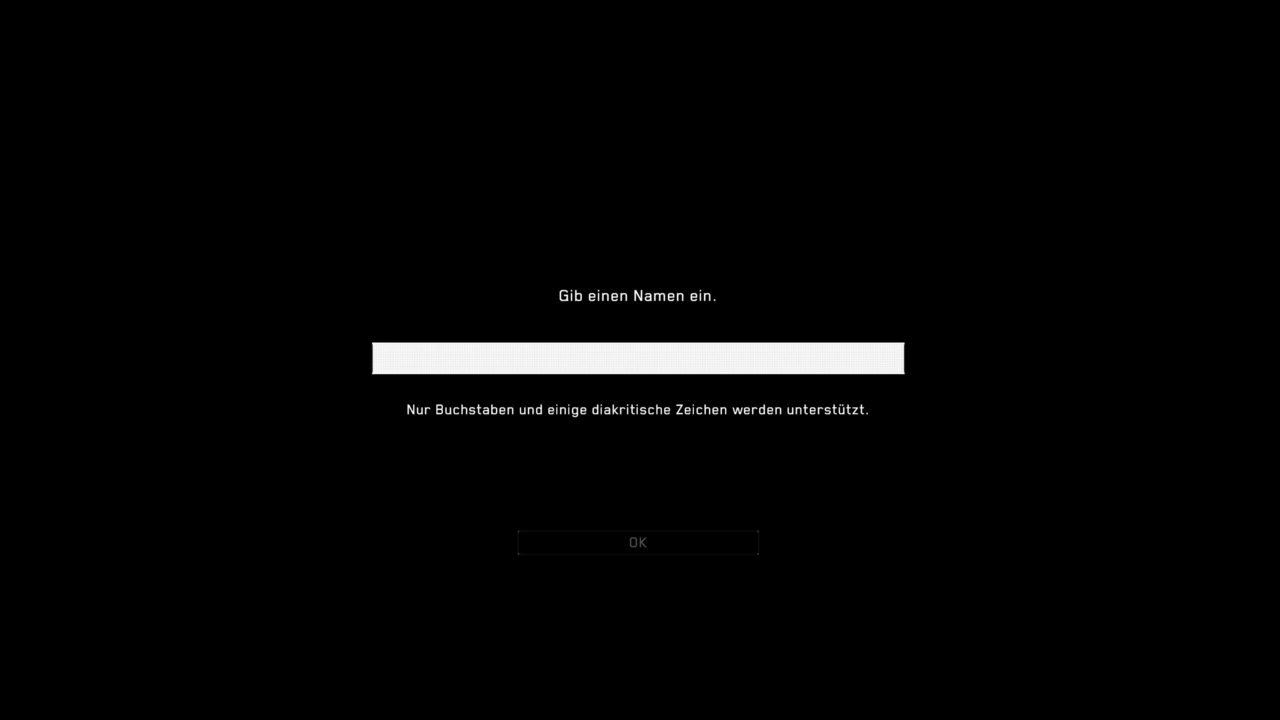 Gib einen Namen ein.
Nur Buchstaben und einige diakritische Zeichen werden unterstützt.
OK